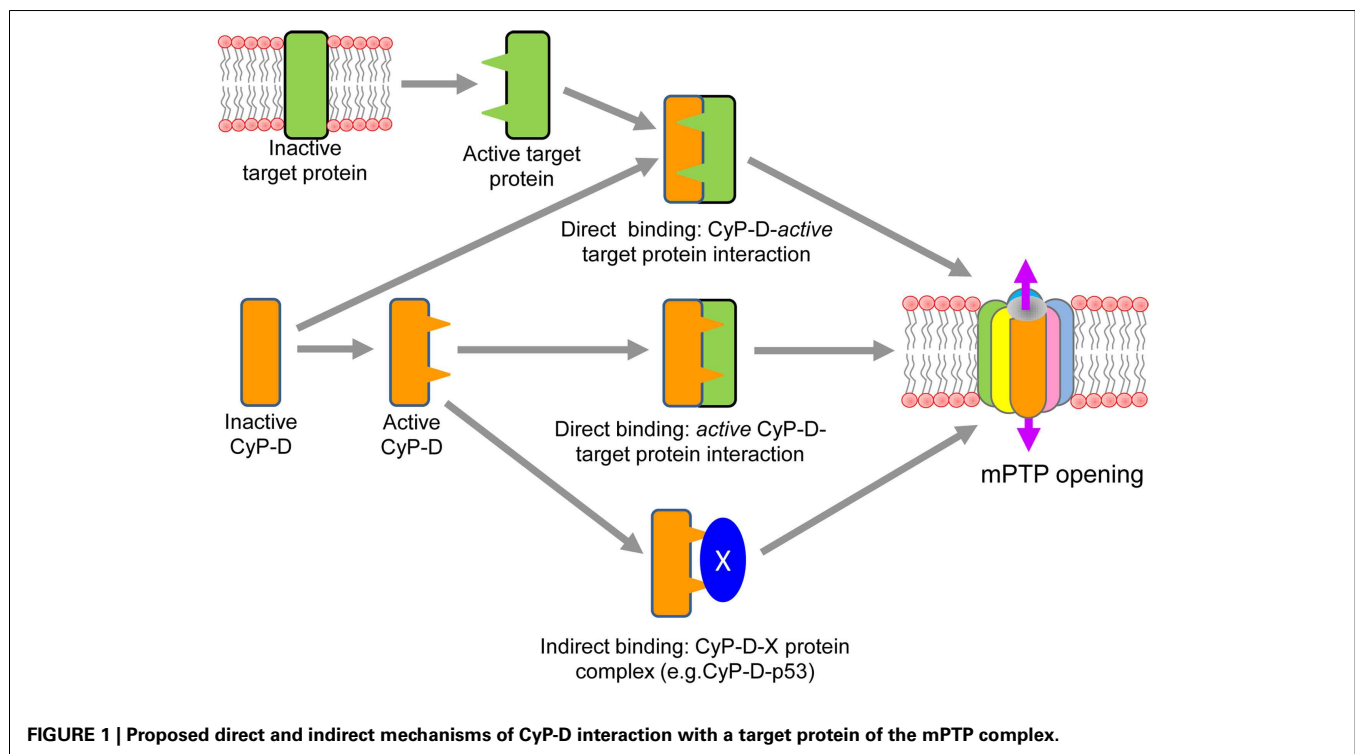 Inactive
target protein
Active target
protein
Direct binding: CyP-D-active
target protein interaction
Inactive
CyP-D
Active
CyP-D
Direct binding: active CyP-D-
target protein interaction
mPTP opening
X
Indirect binding: CyP-D-X protein
complex (e.g.CyP-D-p53)
FIGURE 1 | Proposed direct and indirect mechanisms of CyP-D interaction with a target protein of the mPTP complex.